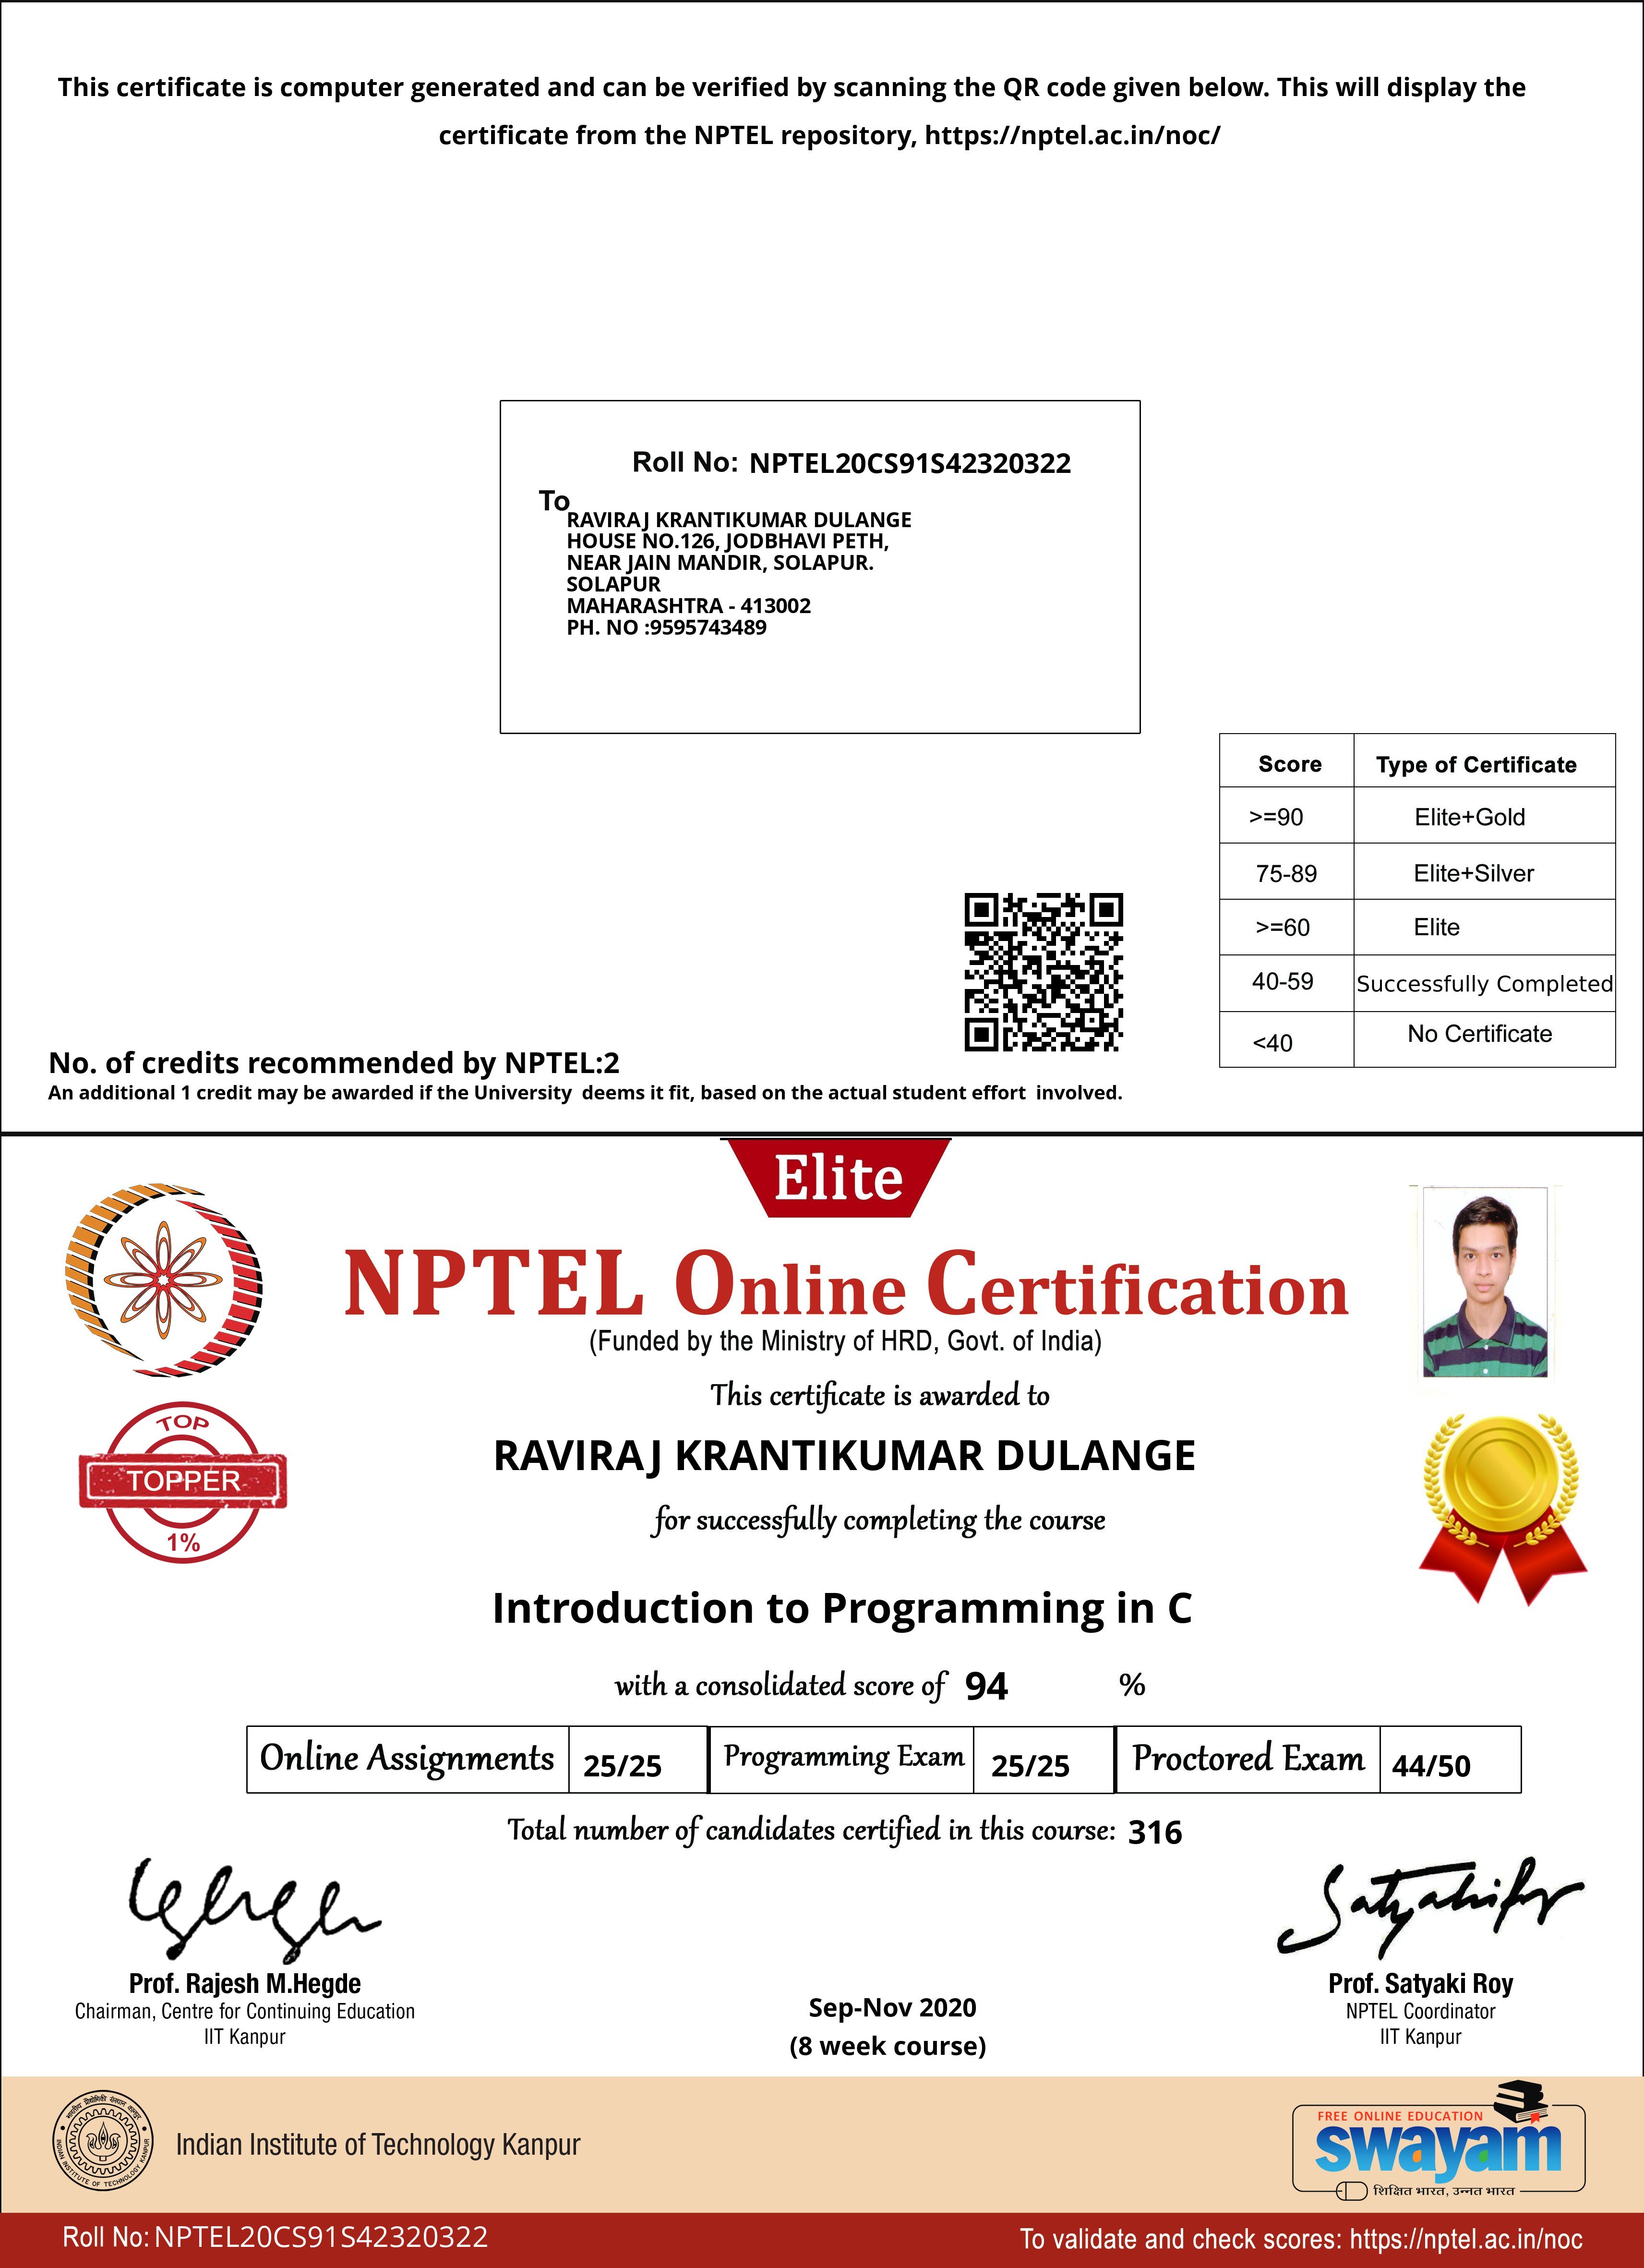 This certificate is computer generated and can be verified by scanning the QR code given below. This will display the
certificate from the NPTEL repository, https://nptel.ac.in/noc/
Roll No: NPTEL20CS91S42320322
To
RAVIRAJ KRANTIKUMAR DULANGE
HOUSE NO.126, JODBHAVI PETH,
NEAR JAIN MANDIR, SOLAPUR.
SOLAPUR
MAHARASHTRA - 413002
PH. NO :9595743489
Score Type of Certificate
>=90 Elite+Gold
75-89 Elite+Silver
>=60 Elite
40-59 Successfully Completed
<40 No Certificate
No. of credits recommended by NPTEL:2
An additional 1 credit may be awarded if the University deems it fit, based on the actual student effort involved.
Elite
NPTEL Online Certification
(Funded by the Ministry of HRD, Govt. of India)
This certificate is awarded to
TOP
TOPPER
1%
RAVIRAJ KRANTIKUMAR DULANGE
for successfully completing the course
Introduction to Programming in C
with a consolidated score of 94 %
Online Assignments 25/25 Programming Exam 25/25 Proctored Exam 44/50
Total number of candidates certified in this course: 316
Prof. Rajesh M.Hegde
Chairman, Centre for Continuing Education
IIT Kanpur
Sep-Nov 2020
(8 week course)
Prof. Satyaki Roy
NPTEL Coordinator
IIT Kanpur
भारतीय प्रौद्योगिकी संस्थान कानपुर
INDIAN INSTITUTE OF TECHNOLOGY KANPUR
Indian Institute of Technology Kanpur
FREE ONLINE EDUCATION
swayam
शिक्षित भारत, उन्नत भारत
Roll No: NPTEL20CS91S42320322
To validate and check scores: https://nptel.ac.in/noc